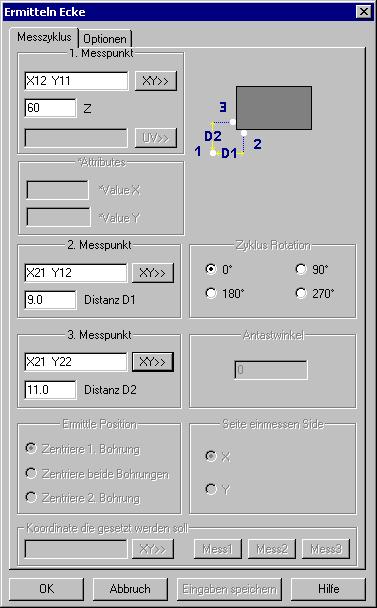 Ermitteln Ecke
Messzyklus
Optionen
1. Messpunkt
X12 Y11
XY>>
60
Z
UV>>
3
D2
2
1
D1
*Attributes
*Value X
*Value Y
2. Messpunkt
X21 Y12
XY>>
9.0
Distanz D1
Zyklus Rotation
0°
90°
180°
270°
3. Messpunkt
X21 Y22
XY>>
11.0
Distanz D2
Antastwinkel
0
Ermittle Position
Zentriere 1. Bohrung
Zentriere beide Bohrungen
Zentriere 2. Bohrung
Seite einmessen Side
X
Y
Koordinate die gesetzt werden soll
XY>>
Mess1
Mess2
Mess3
OK
Abbruch
Eingaben speichern
Hilfe